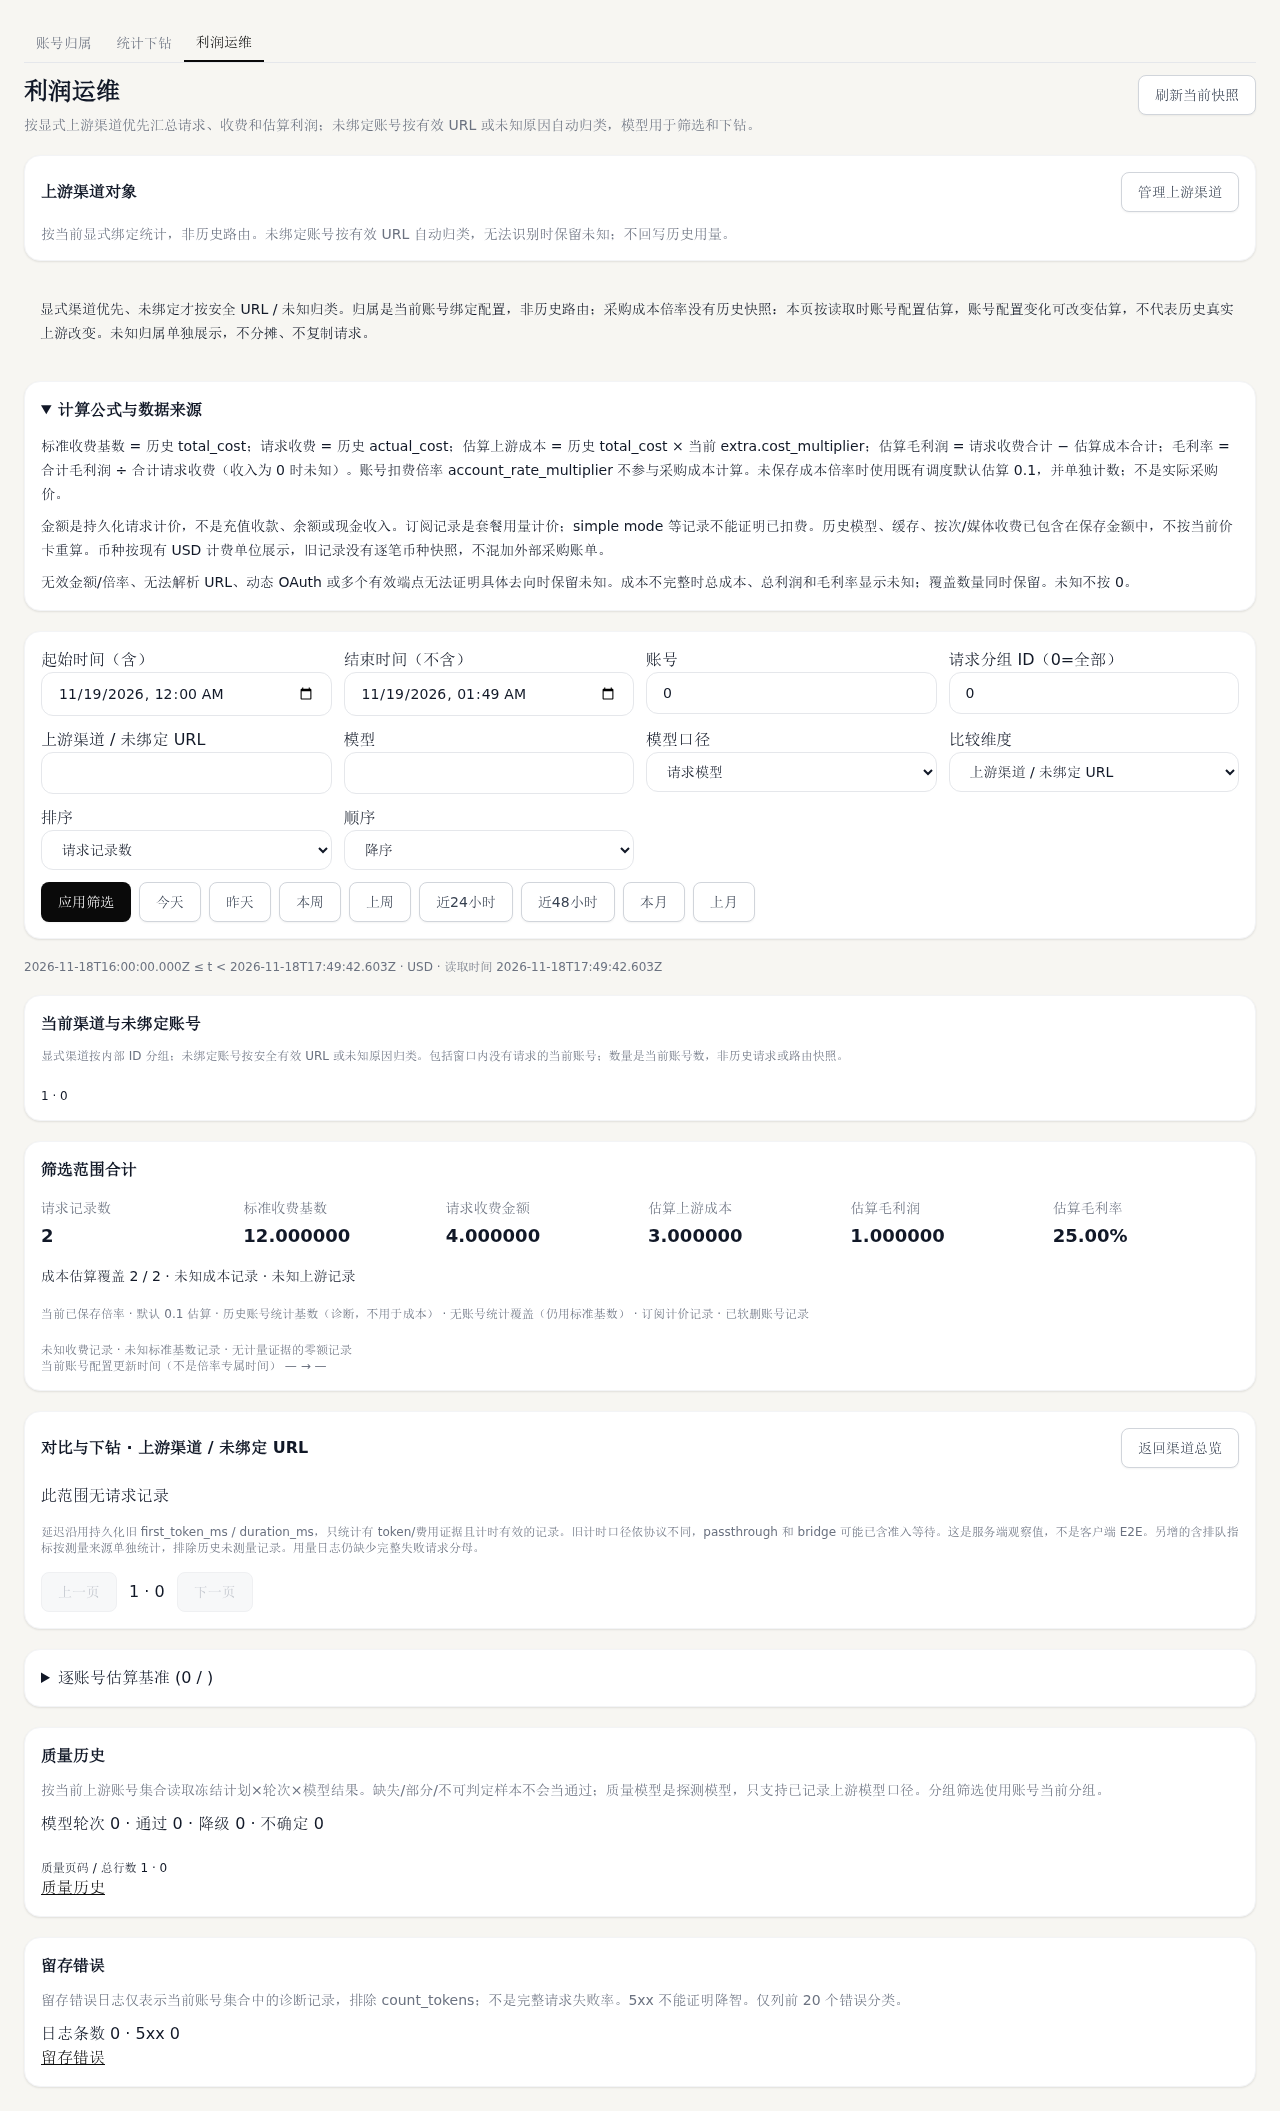 账号归属 统计下钻 利润运维
利润运维
刷新当前快照
按显式上游渠道优先汇总请求、收费和估算利润；未绑定账号按有效 URL 或未知原因自动归类，模型用于筛选和下钻。
上游渠道对象
管理上游渠道
按当前显式绑定统计，非历史路由。未绑定账号按有效 URL 自动归类，无法识别时保留未知；不回写历史用量。
显式渠道优先、未绑定才按安全 URL / 未知归类。归属是当前账号绑定配置，非历史路由；采购成本倍率没有历史快照：本页按读取时账号配置估算，账号配置变化可改变估算，不代表历史真实
上游改变。未知归属单独展示，不分摊、不复制请求。
▼ 计算公式与数据来源
标准收费基数 = 历史 total_cost；请求收费 = 历史 actual_cost；估算上游成本 = 历史 total_cost × 当前 extra.cost_multiplier；估算毛利润 = 请求收费合计 − 估算成本合计；毛利率 =
合计毛利润 ÷ 合计请求收费（收入为 0 时未知）。账号扣费倍率 account_rate_multiplier 不参与采购成本计算。未保存成本倍率时使用既有调度默认估算 0.1，并单独计数；不是实际采购
价。
金额是持久化请求计价，不是充值收款、余额或现金收入。订阅记录是套餐用量计价；simple mode 等记录不能证明已扣费。历史模型、缓存、按次/媒体收费已包含在保存金额中，不按当前价
卡重算。币种按现有 USD 计费单位展示，旧记录没有逐笔币种快照，不混加外部采购账单。
无效金额/倍率、无法解析 URL、动态 OAuth 或多个有效端点无法证明具体去向时保留未知。成本不完整时总成本、总利润和毛利率显示未知；覆盖数量同时保留。未知不按 0。
起始时间（含） 结束时间（不含） 账号 请求分组 ID（0=全部）
11/19/2026, 12:00 AM 11/19/2026, 01:49 AM 0 0
上游渠道 / 未绑定 URL 模型 模型口径 比较维度
请求模型 上游渠道 / 未绑定 URL
排序 顺序
请求记录数 降序
应用筛选 今天 昨天 本周 上周 近24小时 近48小时 本月 上月
2026-11-18T16:00:00.000Z ≤ t < 2026-11-18T17:49:42.603Z · USD · 读取时间 2026-11-18T17:49:42.603Z
当前渠道与未绑定账号
显式渠道按内部 ID 分组；未绑定账号按安全有效 URL 或未知原因归类。包括窗口内没有请求的当前账号；数量是当前账号数，非历史请求或路由快照。
1 · 0
筛选范围合计
请求记录数 标准收费基数 请求收费金额 估算上游成本 估算毛利润 估算毛利率
2 12.000000 4.000000 3.000000 1.000000 25.00%
成本估算覆盖 2 / 2 · 未知成本记录 · 未知上游记录
当前已保存倍率 · 默认 0.1 估算 · 历史账号统计基数（诊断，不用于成本） · 无账号统计覆盖（仍用标准基数） · 订阅计价记录 · 已软删账号记录
未知收费记录 · 未知标准基数记录 · 无计量证据的零额记录
当前账号配置更新时间（不是倍率专属时间） — → —
对比与下钻 · 上游渠道 / 未绑定 URL
返回渠道总览
此范围无请求记录
延迟沿用持久化旧 first_token_ms / duration_ms，只统计有 token/费用证据且计时有效的记录。旧计时口径依协议不同，passthrough 和 bridge 可能已含准入等待。这是服务端观察值，不是客户端 E2E。另增的含排队指
标按测量来源单独统计，排除历史未测量记录。用量日志仍缺少完整失败请求分母。
上一页 1 · 0 下一页
▶ 逐账号估算基准 (0 / )
质量历史
按当前上游账号集合读取冻结计划×轮次×模型结果。缺失/部分/不可判定样本不会当通过；质量模型是探测模型，只支持已记录上游模型口径。分组筛选使用账号当前分组。
模型轮次 0 · 通过 0 · 降级 0 · 不确定 0
质量页码 / 总行数 1 · 0
质量历史
留存错误
留存错误日志仅表示当前账号集合中的诊断记录，排除 count_tokens；不是完整请求失败率。5xx 不能证明降智。仅列前 20 个错误分类。
日志条数 0 · 5xx 0
留存错误